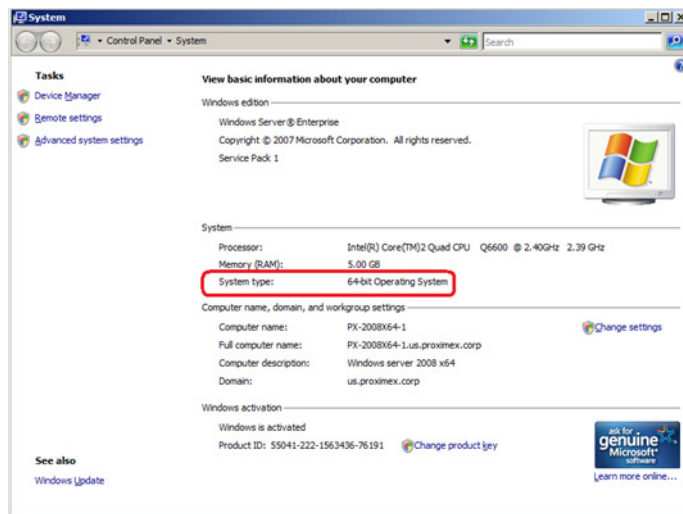 System
Control Panel ▸ System
Search
Tasks
Device Manager
Remote settings
Advanced system settings
See also
Windows Update
View basic information about your computer
Windows edition
Windows Server® Enterprise
Copyright © 2007 Microsoft Corporation. All rights reserved.
Service Pack 1
System
Processor: Intel(R) Core(TM)2 Quad CPU Q6600 @ 2.40GHz 2.39 GHz
Memory (RAM): 5.00 GB
System type: 64-bit Operating System
Computer name, domain, and workgroup settings
Computer name: PX-2008X64-1 Change settings
Full computer name: PX-2008X64-1.us.proximex.corp
Computer description: Windows server 2008 x64
Domain: us.proximex.corp
Windows activation
Windows is activated
Product ID: 55041-222-1563436-76191 Change product key
ask for
genuine
Microsoft
software
Learn more online...